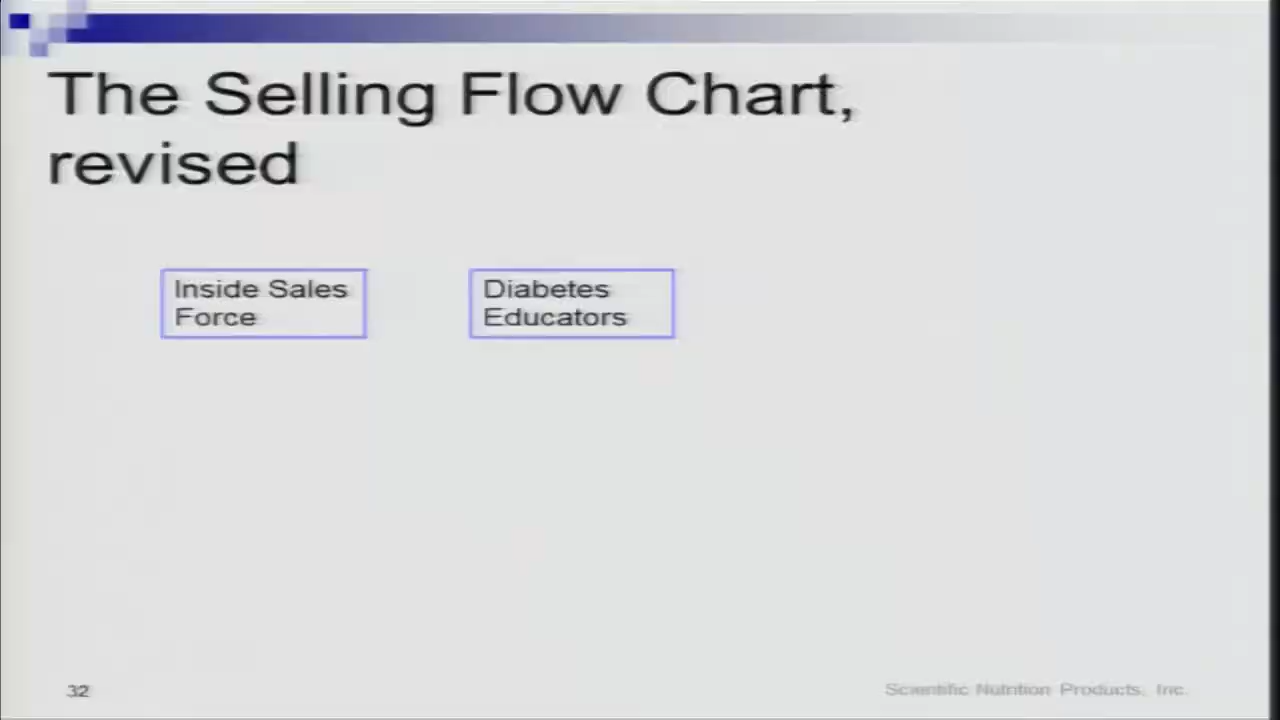 The Selling Flow Chart,
revised
Inside Sales
Force
Diabetes
Educators
32
Scientific Nutrition Products, Inc.